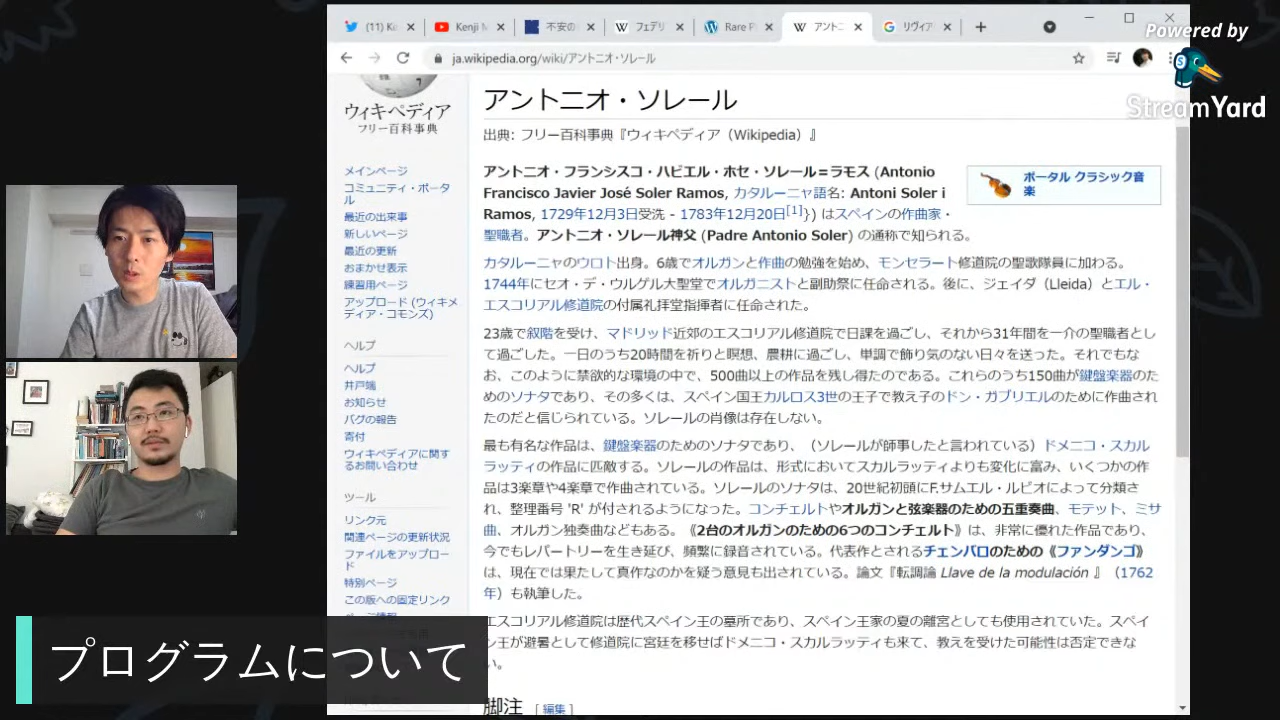 (11) Ke
Kenji M
不安の
フェデリ
Rare P
アントニ
リヴィア
Powered by
StreamYard
ja.wikipedia.org/wiki/アントニオ・ソレール
ウィキペディア
フリー百科事典
メインページ
コミュニティ・ポータ
ル
最近の出来事
新しいページ
最近の更新
おまかせ表示
練習用ページ
アップロード (ウィキメ
ディア・コモンズ)
ヘルプ
ヘルプ
井戸端
お知らせ
バグの報告
寄付
ウィキペディアに関す
るお問い合わせ
ツール
リンク元
関連ページの更新状況
ファイルをアップロー
ド
特別ページ
この版への固定リンク
アントニオ・ソレール
出典: フリー百科事典『ウィキペディア（Wikipedia）』
ポータル クラシック音
楽
アントニオ・フランシスコ・ハビエル・ホセ・ソレール＝ラモス (Antonio
Francisco Javier José Soler Ramos, カタルーニャ語名: Antoni Soler i
Ramos, 1729年12月3日受洗 - 1783年12月20日[1]}) はスペインの作曲家・
聖職者。アントニオ・ソレール神父 (Padre Antonio Soler) の通称で知られる。
カタルーニャのウロト出身。6歳でオルガンと作曲の勉強を始め、モンセラート修道院の聖歌隊員に加わる。
1744年にセオ・デ・ウルゲル大聖堂でオルガニストと副助祭に任命される。後に、ジェイダ（Lleida）とエル・
エスコリアル修道院の付属礼拝堂指揮者に任命された。
23歳で叙階を受け、マドリッド近郊のエスコリアル修道院で日課を過ごし、それから31年間を一介の聖職者とし
て過ごした。一日のうち20時間を祈りと瞑想、農耕に過ごし、単調で飾り気のない日々を送った。それでもな
お、このように禁欲的な環境の中で、500曲以上の作品を残し得たのである。これらのうち150曲が鍵盤楽器のた
めのソナタであり、その多くは、スペイン国王カルロス3世の王子で教え子のドン・ガブリエルのために作曲され
たのだと信じられている。ソレールの肖像は存在しない。
最も有名な作品は、鍵盤楽器のためのソナタであり、（ソレールが師事したと言われている）ドメニコ・スカル
ラッティの作品に匹敵する。ソレールの作品は、形式においてスカルラッティよりも変化に富み、いくつかの作
品は3楽章や4楽章で作曲されている。ソレールのソナタは、20世紀初頭にF.サムエル・ルビオによって分類さ
れ、整理番号 'R' が付されるようになった。コンチェルトやオルガンと弦楽器のための五重奏曲、モテット、ミサ
曲、オルガン独奏曲などもある。《2台のオルガンのための6つのコンチェルト》は、非常に優れた作品であり、
今でもレパートリーを生き延び、頻繁に録音されている。代表作とされるチェンバロのための《ファンダンゴ》
は、現在では果たして真作なのかを疑う意見も出されている。論文『転調論 Llave de la modulación 』（1762
年）も執筆した。
エスコリアル修道院は歴代スペイン王の墓所であり、スペイン王家の夏の離宮としても使用されていた。スペイ
ン王が避暑として修道院に宮廷を移せばドメニコ・スカルラッティも来て、教えを受けた可能性は否定できな
い。
脚注 [ 編集 ]
プログラムについて